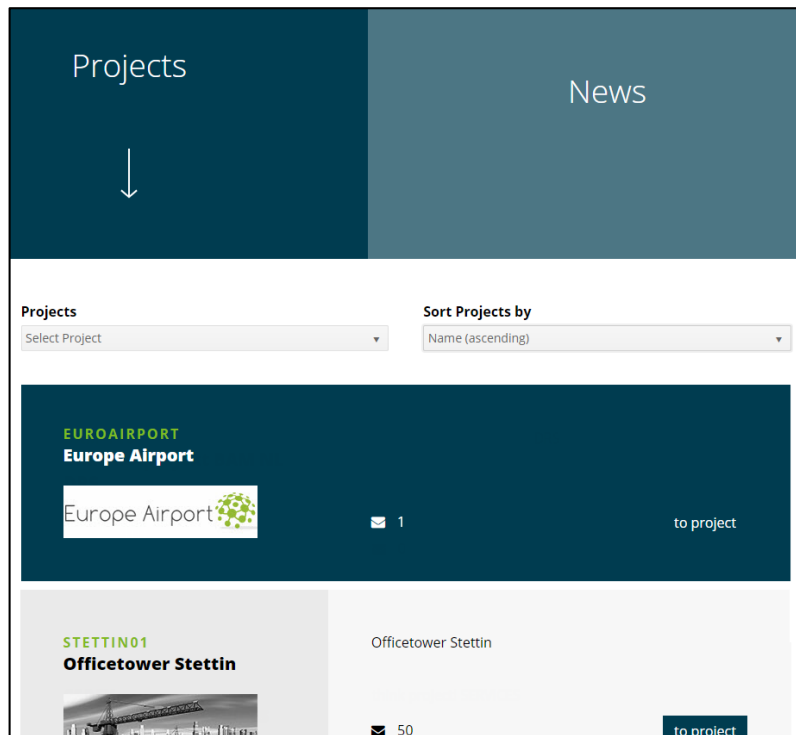 Projects
News
Projects
Sort Projects by
Select Project
Name (ascending)
EUROAIRPORT
Europe Airport
Europe Airport
1
to project
STETTIN01
Officetower Stettin
Officetower Stettin
50
to project